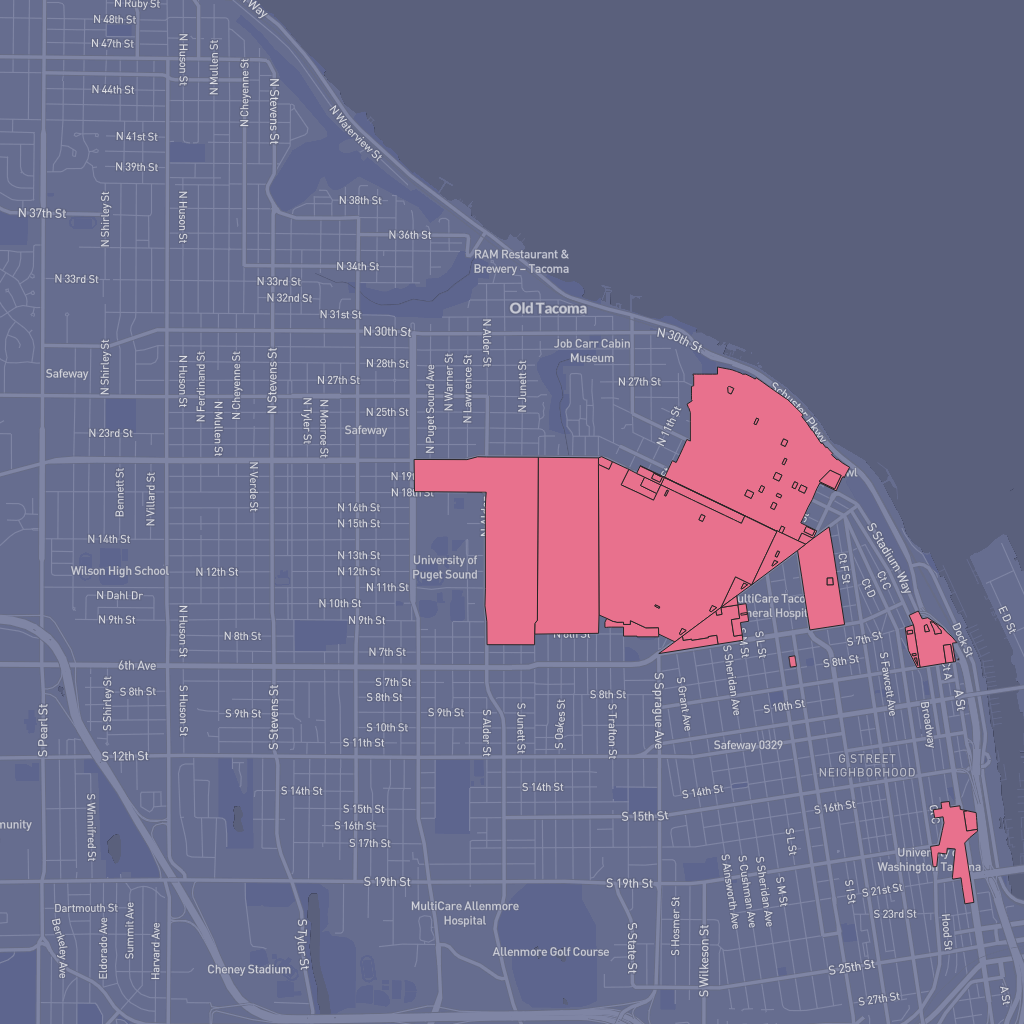 N Ruby St
Way
N 48th St
N 47th St
N Huson St
N Mullen St
N Cheyenne St
N Stevens St
N 44th St
N Waterview St
N 41st St
N 39th St
N Shirley St
N Huson St
N 38th St
N 37th St
N 36th St
RAM Restaurant &
Brewery – Tacoma
N 34th St
N 33rd St
N 33rd St
N 32nd St
Old Tacoma
N 31st St
N 30th St
N 30th St
N Alder St
Job Carr Cabin
Museum
N Shirley St
N Huson St
N Ferdinand St
N Cheyenne St
N Stevens St
N 28th St
Safeway
N 27th St
N 27th St
N Puget Sound Ave
N Warner St
N Lawrence St
N Junett St
Schuster Pkwy
N Mullen St
N Tyler St
N Monroe St
N 25th St
N 11th St
N 23rd St
Safeway
Bennett St
N Villard St
N Verde St
N 19
N 18th St
N 16th St
N 15th St
N 14th St
S Stadium Way
N 13th St
University of
Puget Sound
Wilson High School
N 12th St
N 12th St
N 11th St
Ct F St
Ct C
Ct D
N Dahl Dr
N 10th St
MultiCare Taco
neral Hospit
N 9th St
N 9th St
E D St
N Huson St
N 8th St
N 8th St
S M St
S L St
S 7th St
Dock St
N 7th St
6th Ave
S 8th St
Ct A
S 7th St
S 8th St
S 8th St
S 8th St
S Shirley St
S Huson St
S Stevens St
S Sprague Ave
S Grant Ave
S Sheridan Ave
S Fawcett Ave
A St
S Pearl St
S 9th St
S 9th St
S 10th St
S 10th St
S Alder St
S Junett St
S Oakes St
S Trafton St
Broadway
S 11th St
S 12th St
Safeway 0329
G STREET
NEIGHBORHOOD
S 14th St
S 14th St
S 14th St
S Winnifred St
S 15th St
S 15th St
S 16th St
Ct C
munity
S 16th St
S 17th St
S L St
Univer
Washington Tacoma
S 19th St
S 19th St
S Ainsworth Ave
S Cushman Ave
S Sheridan Ave
S M St
S I St
S 21st St
Dartmouth St
MultiCare Allenmore
Hospital
S 23rd St
Berkeley Ave
Eldorado Ave
Summit Ave
Harvard Ave
S Tyler St
S State St
S Hosmer St
S Wilkeson St
Hood St
Allenmore Golf Course
Cheney Stadium
S 25th St
S 27th St
A St